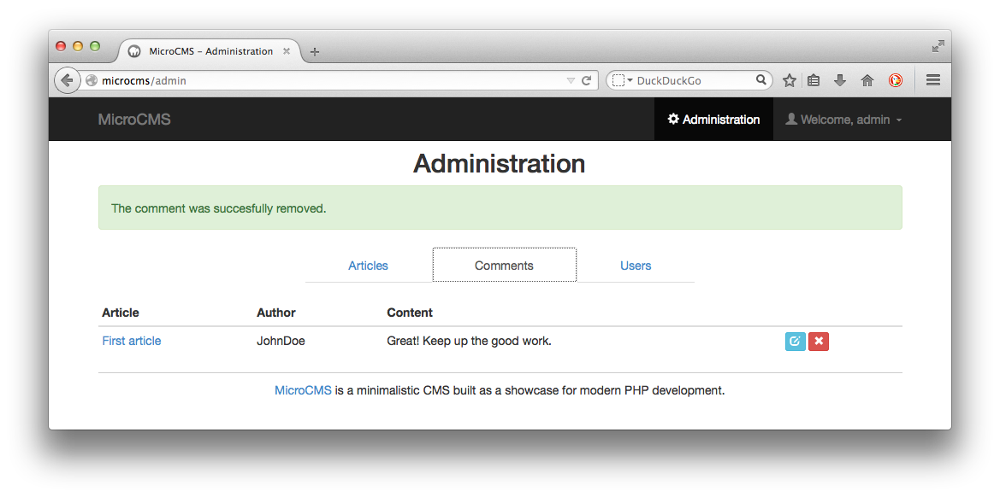 MicroCMS – Administration
microcms/admin
DuckDuckGo
MicroCMS
Administration
Welcome, admin
Administration
The comment was succesfully removed.
Articles Comments Users
Article Author Content
First article JohnDoe Great! Keep up the good work.
MicroCMS is a minimalistic CMS built as a showcase for modern PHP development.